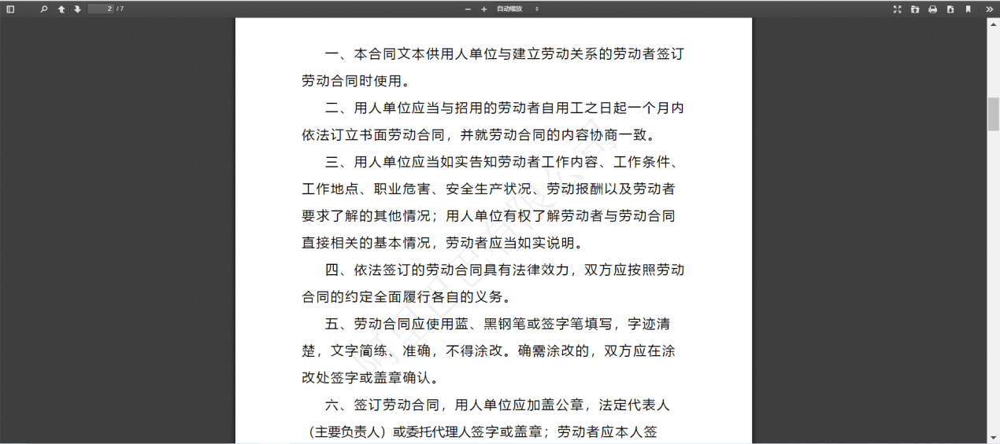 2 / 7
自动缩放
一、本合同文本供用人单位与建立劳动关系的劳动者签订
劳动合同时使用。
二、用人单位应当与招用的劳动者自用工之日起一个月内
依法订立书面劳动合同，并就劳动合同的内容协商一致。
三、用人单位应当如实告知劳动者工作内容、工作条件、
工作地点、职业危害、安全生产状况、劳动报酬以及劳动者
要求了解的其他情况；用人单位有权了解劳动者与劳动合同
直接相关的基本情况，劳动者应当如实说明。
四、依法签订的劳动合同具有法律效力，双方应按照劳动
合同的约定全面履行各自的义务。
五、劳动合同应使用蓝、黑钢笔或签字笔填写，字迹清
楚，文字简练、准确，不得涂改。确需涂改的，双方应在涂
改处签字或盖章确认。
六、签订劳动合同，用人单位应加盖公章，法定代表人
（主要负责人）或委托代理人签字或盖章；劳动者应本人签
阿里巴巴有限公司